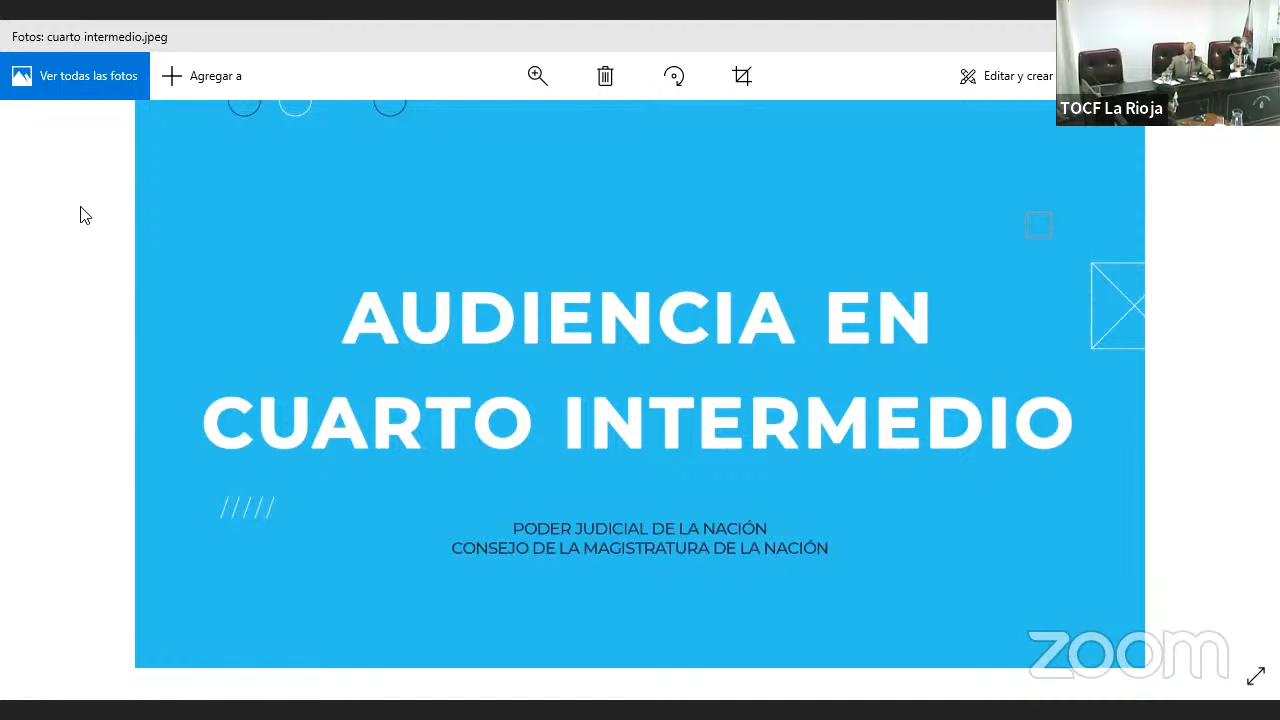 Fotos: cuarto intermedio.jpeg
Ver todas las fotos
Agregar a
Editar y crear
TOCF La Rioja
AUDIENCIA EN
CUARTO INTERMEDIO
/////
PODER JUDICIAL DE LA NACIÓN
CONSEJO DE LA MAGISTRATURA DE LA NACIÓN
zoom